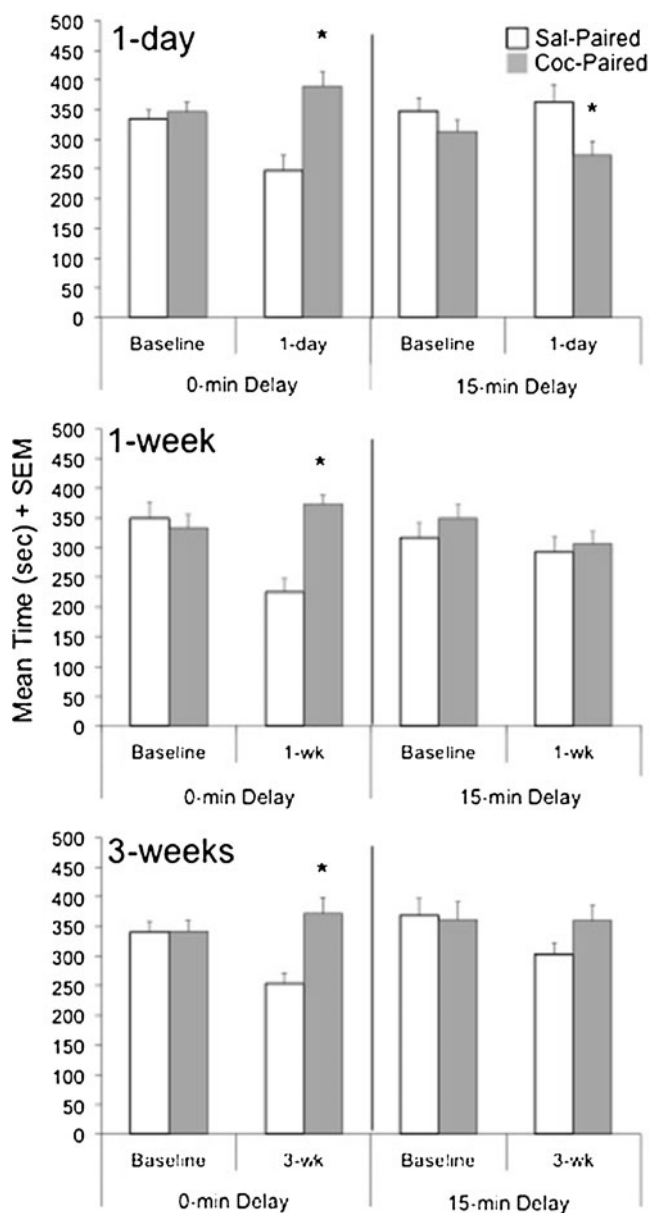 1-day
Sal-Paired
Coc-Paired
500
450
400
350
300
250
200
150
100
50
0
Baseline 1-day Baseline 1-day
0-min Delay 15-min Delay
Mean Time (sec) + SEM
1-week
500
450
400
350
300
250
200
150
100
50
0
Baseline 1-wk Baseline 1-wk
0-min Delay 15-min Delay
3-weeks
500
450
400
350
300
250
200
150
100
50
0
Baseline 3-wk Baseline 3-wk
0-min Delay 15-min Delay